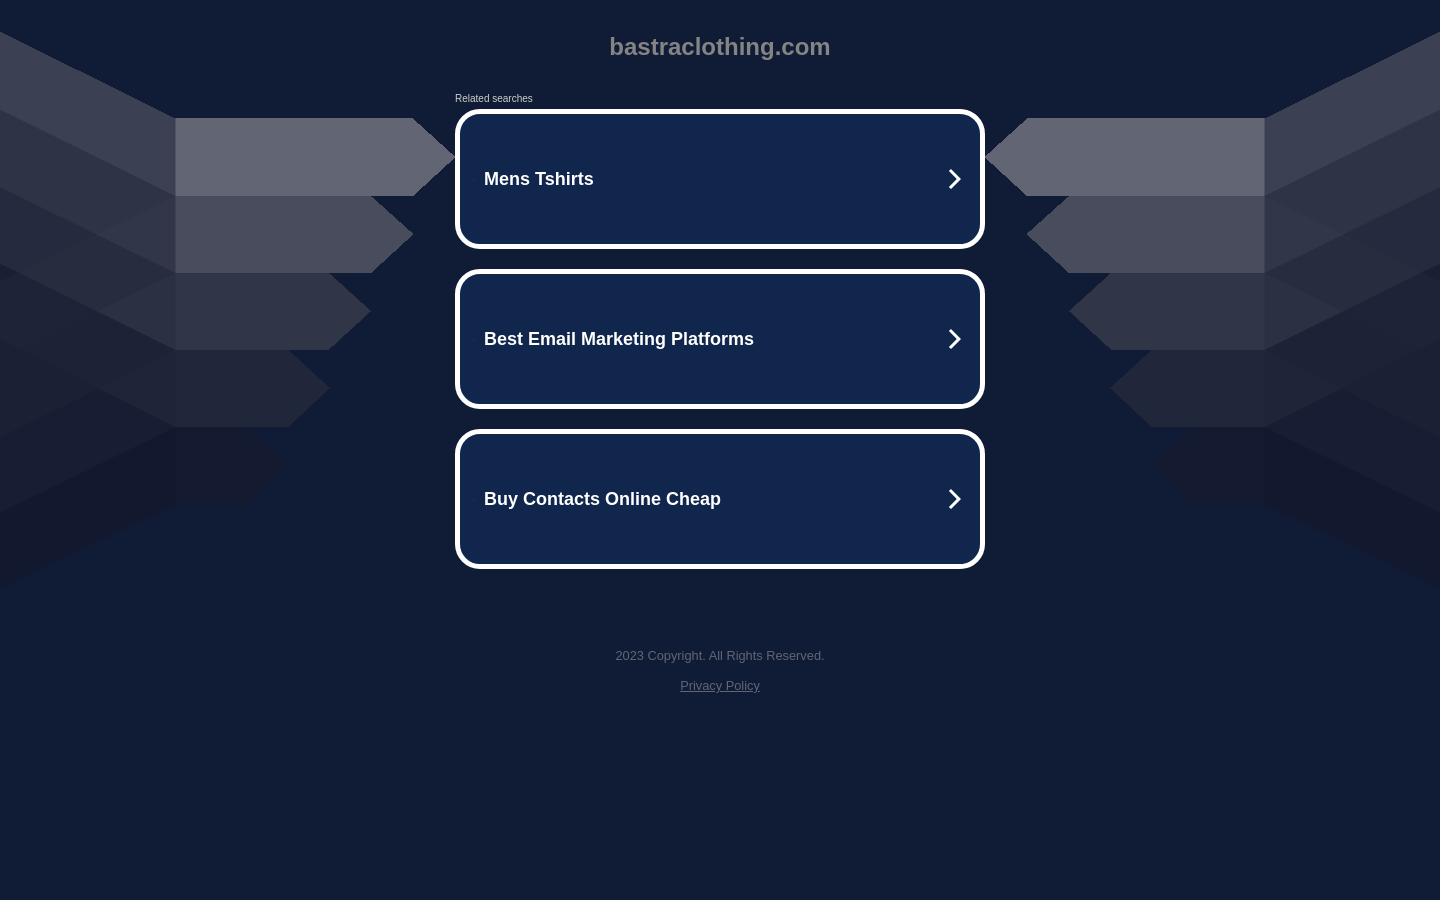 bastraclothing.com
Related searches
Mens Tshirts
Best Email Marketing Platforms
Buy Contacts Online Cheap
2023 Copyright. All Rights Reserved.
Privacy Policy